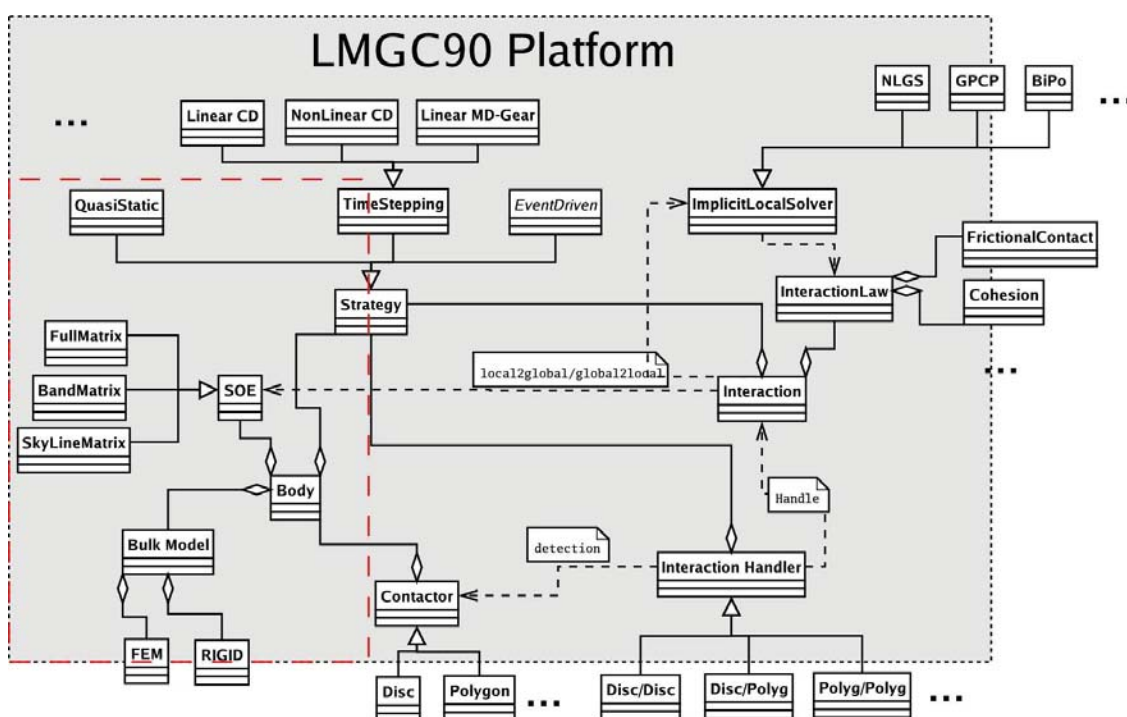 LMGC90 Platform
NLGS
GPCP
BiPo
...
...
Linear CD
NonLinear CD
Linear MD-Gear
QuasiStatic
TimeStepping
EventDriven
ImplicitLocalSolver
FrictionalContact
InteractionLaw
Cohesion
Strategy
FullMatrix
...
local2global/global2local
BandMatrix
SOE
Interaction
SkyLineMatrix
Body
Handle
Bulk Model
detection
Interaction Handler
Contactor
FEM
RIGID
Disc
Polygon
...
Disc/Disc
Disc/Polyg
Polyg/Polyg
...